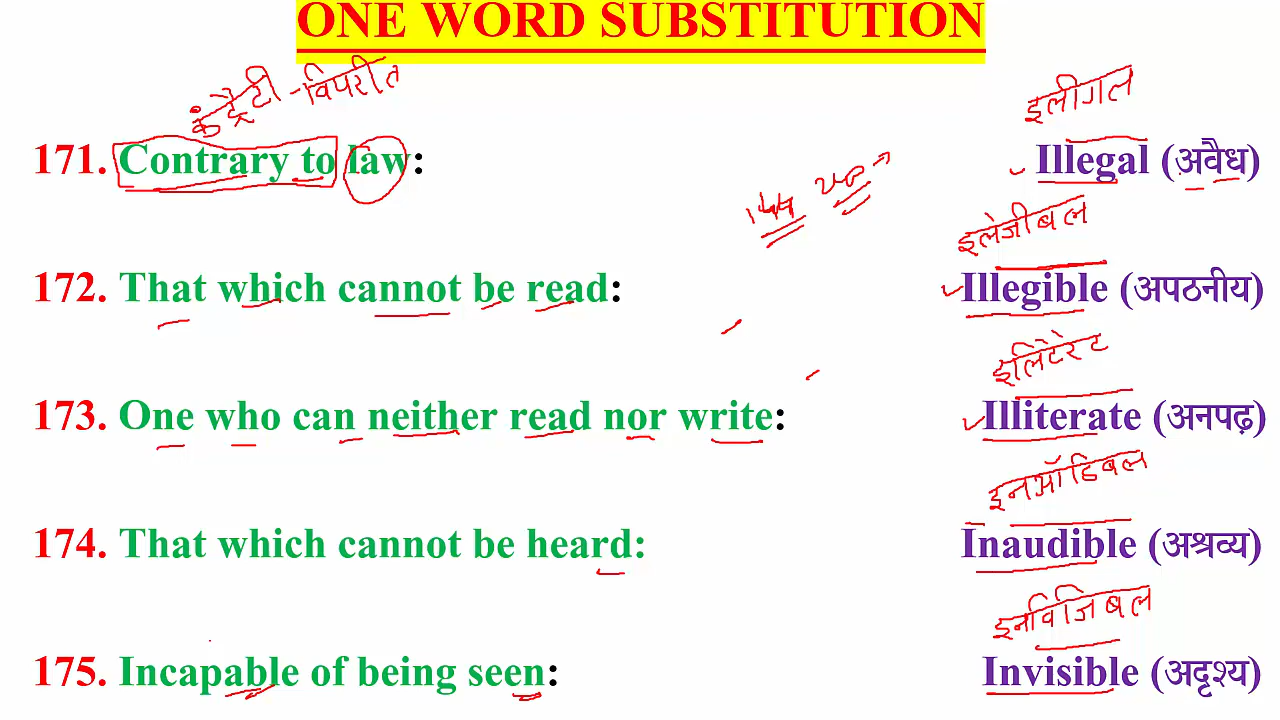 ONE WORD SUBSTITUTION
कंट्रैटी - विपरीत
इलीगल
171. Contrary to law: Illegal (अवैध)
144
इलेजीबल
172. That which cannot be read: Illegible (अपठनीय)
इलिटेरेट
173. One who can neither read nor write: Illiterate (अनपढ़)
इनऑडिबल
174. That which cannot be heard: Inaudible (अश्रव्य)
इनविजिबल
175. Incapable of being seen: Invisible (अदृश्य)